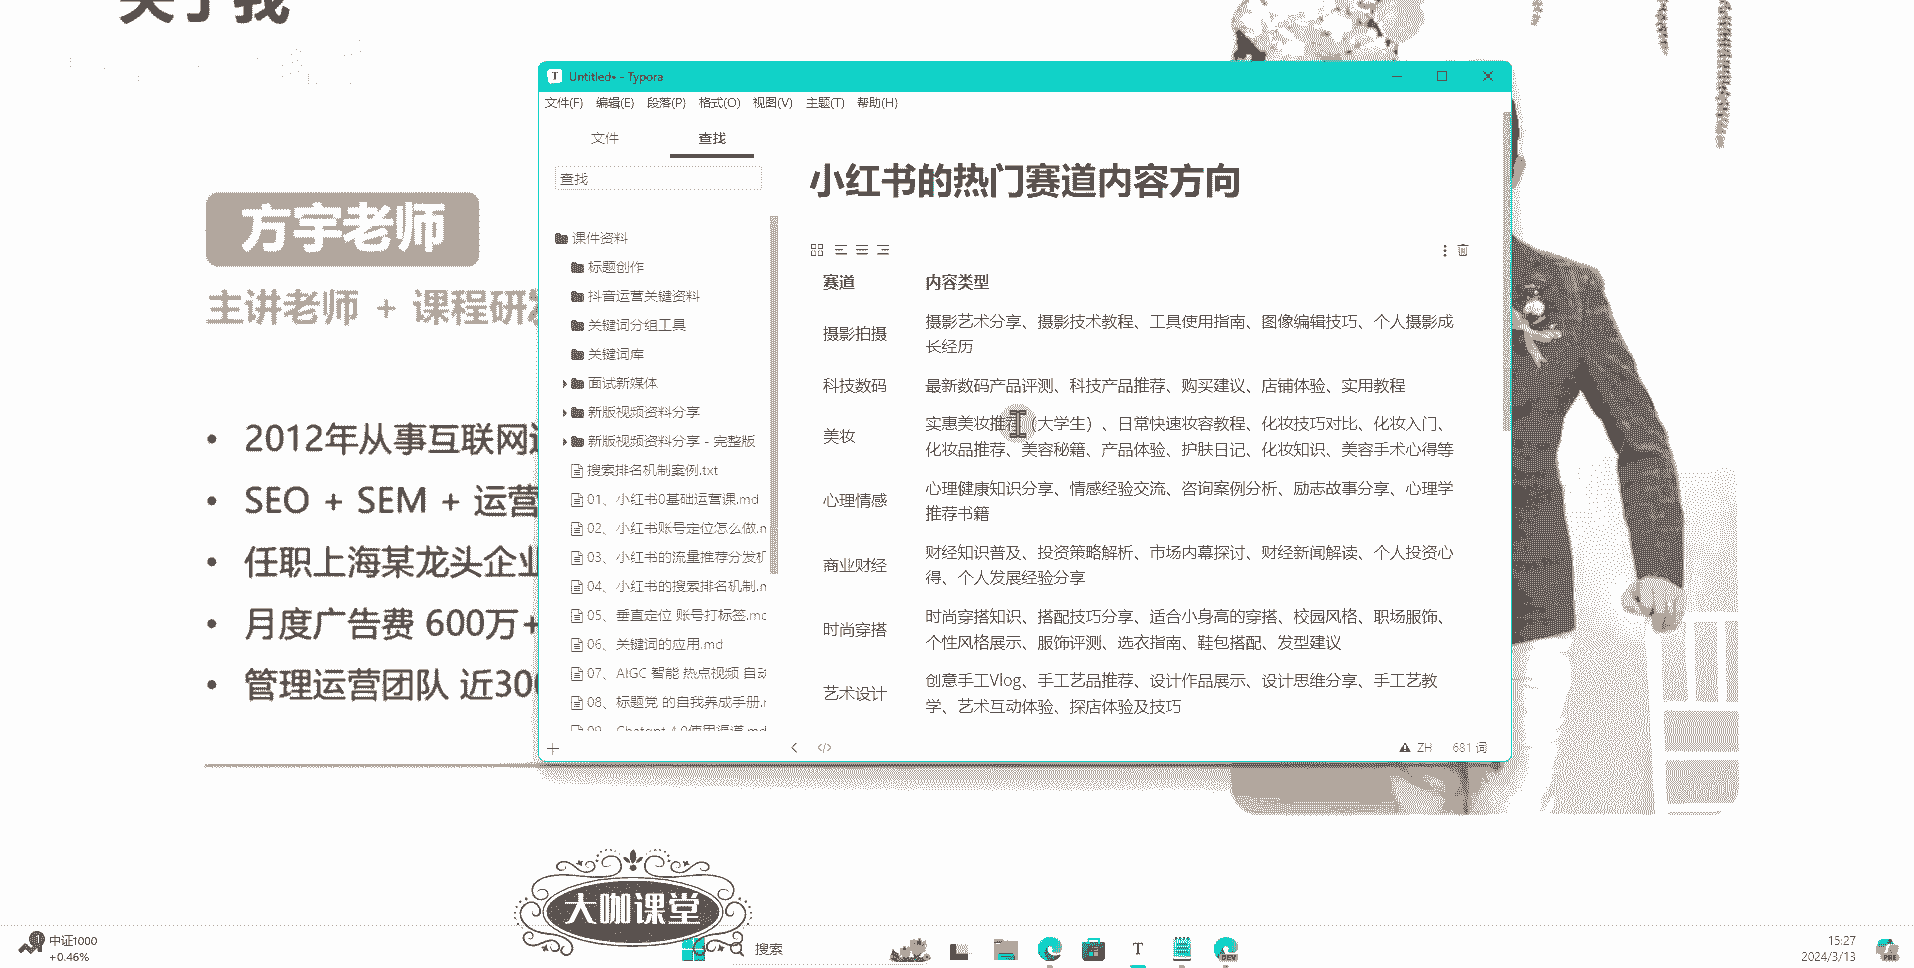 关于我
方宇老师
主讲老师 + 课程研发
2012年从事互联网运
SEO + SEM + 运营
任职上海某龙头企业
月度广告费 600万+
管理运营团队 近300
Untitled• - Typora
文件(F) 编辑(E) 段落(P) 格式(O) 视图(V) 主题(T) 帮助(H)
文件 查找
查找
课件资料
标题创作
抖音运营关键资料
关键词分组工具
关键词库
面试新媒体
新版视频资料分享
新版视频资料分享 - 完整版
搜索排名机制案例.txt
01、小红书0基础运营课.md
02、小红书账号定位怎么做.m
03、小红书的流量推荐分发机
04、小红书的搜索排名机制.m
05、垂直定位 账号打标签.md
06、关键词的应用.md
07、AIGC 智能 热点视频 自动
08、标题党 的自我养成手册.m
09、Chatgpt 4.0使用渠道.md
小红书的热门赛道内容方向
赛道 内容类型
摄影拍摄 摄影艺术分享、摄影技术教程、工具使用指南、图像编辑技巧、个人摄影成
长经历
科技数码 最新数码产品评测、科技产品推荐、购买建议、店铺体验、实用教程
美妆 实惠美妆推荐（大学生）、日常快速妆容教程、化妆技巧对比、化妆入门、
化妆品推荐、美容秘籍、产品体验、护肤日记、化妆知识、美容手术心得等
心理情感 心理健康知识分享、情感经验交流、咨询案例分析、励志故事分享、心理学
推荐书籍
商业财经 财经知识普及、投资策略解析、市场内幕探讨、财经新闻解读、个人投资心
得、个人发展经验分享
时尚穿搭 时尚穿搭知识、搭配技巧分享、适合小身高的穿搭、校园风格、职场服饰、
个性风格展示、服饰评测、选衣指南、鞋包搭配、发型建议
艺术设计 创意手工Vlog、手工艺品推荐、设计作品展示、设计思维分享、手工艺教
学、艺术互动体验、探店体验及技巧
ZH 681 词
大咖课堂
中证1000
+0.46%
搜索
DEV
15:27
2024/3/13
PRE